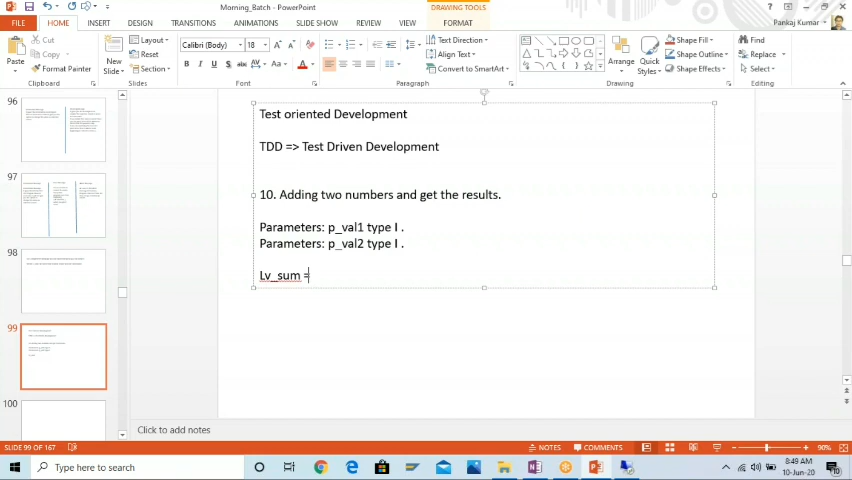 Morning_Batch - PowerPoint
DRAWING TOOLS
FILE HOME INSERT DESIGN TRANSITIONS ANIMATIONS SLIDE SHOW REVIEW VIEW FORMAT
Pankaj Kumar
Paste
Cut
Copy
Format Painter
Clipboard
New
Slide
Layout
Reset
Section
Slides
Calibri (Body) 18
B I U S abc AV Aa A
Font
Text Direction
Align Text
Convert to SmartArt
Paragraph
Arrange
Quick
Styles
Shape Fill
Shape Outline
Shape Effects
Drawing
Find
Replace
Select
Editing
96
97
98
99
100
Test oriented Development
TDD => Test Driven Development
10. Adding two numbers and get the results.
Parameters: p_val1 type I .
Parameters: p_val2 type I .
Lv_sum =
Click to add notes
SLIDE 99 OF 167
NOTES
COMMENTS
90%
Type here to search
8:49 AM
10-Jun-20